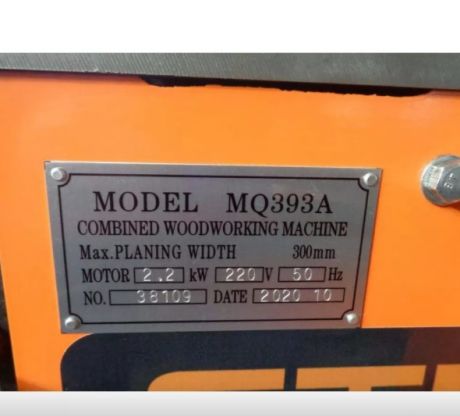 MODEL MQ393A
COMBINED WOODWORKING MACHINE
Max.PLANING WIDTH 300mm
MOTOR 2.2 kW 220 V 50 Hz
NO. 38109 DATE 2020 10